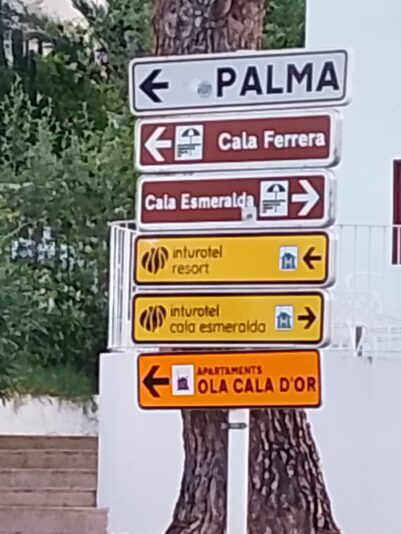 PALMA
Cala Ferrera
Cala Esmeralda
inturotel
resort
inturotel
cala esmeralda
APARTAMENTS
OLA CALA D'OR